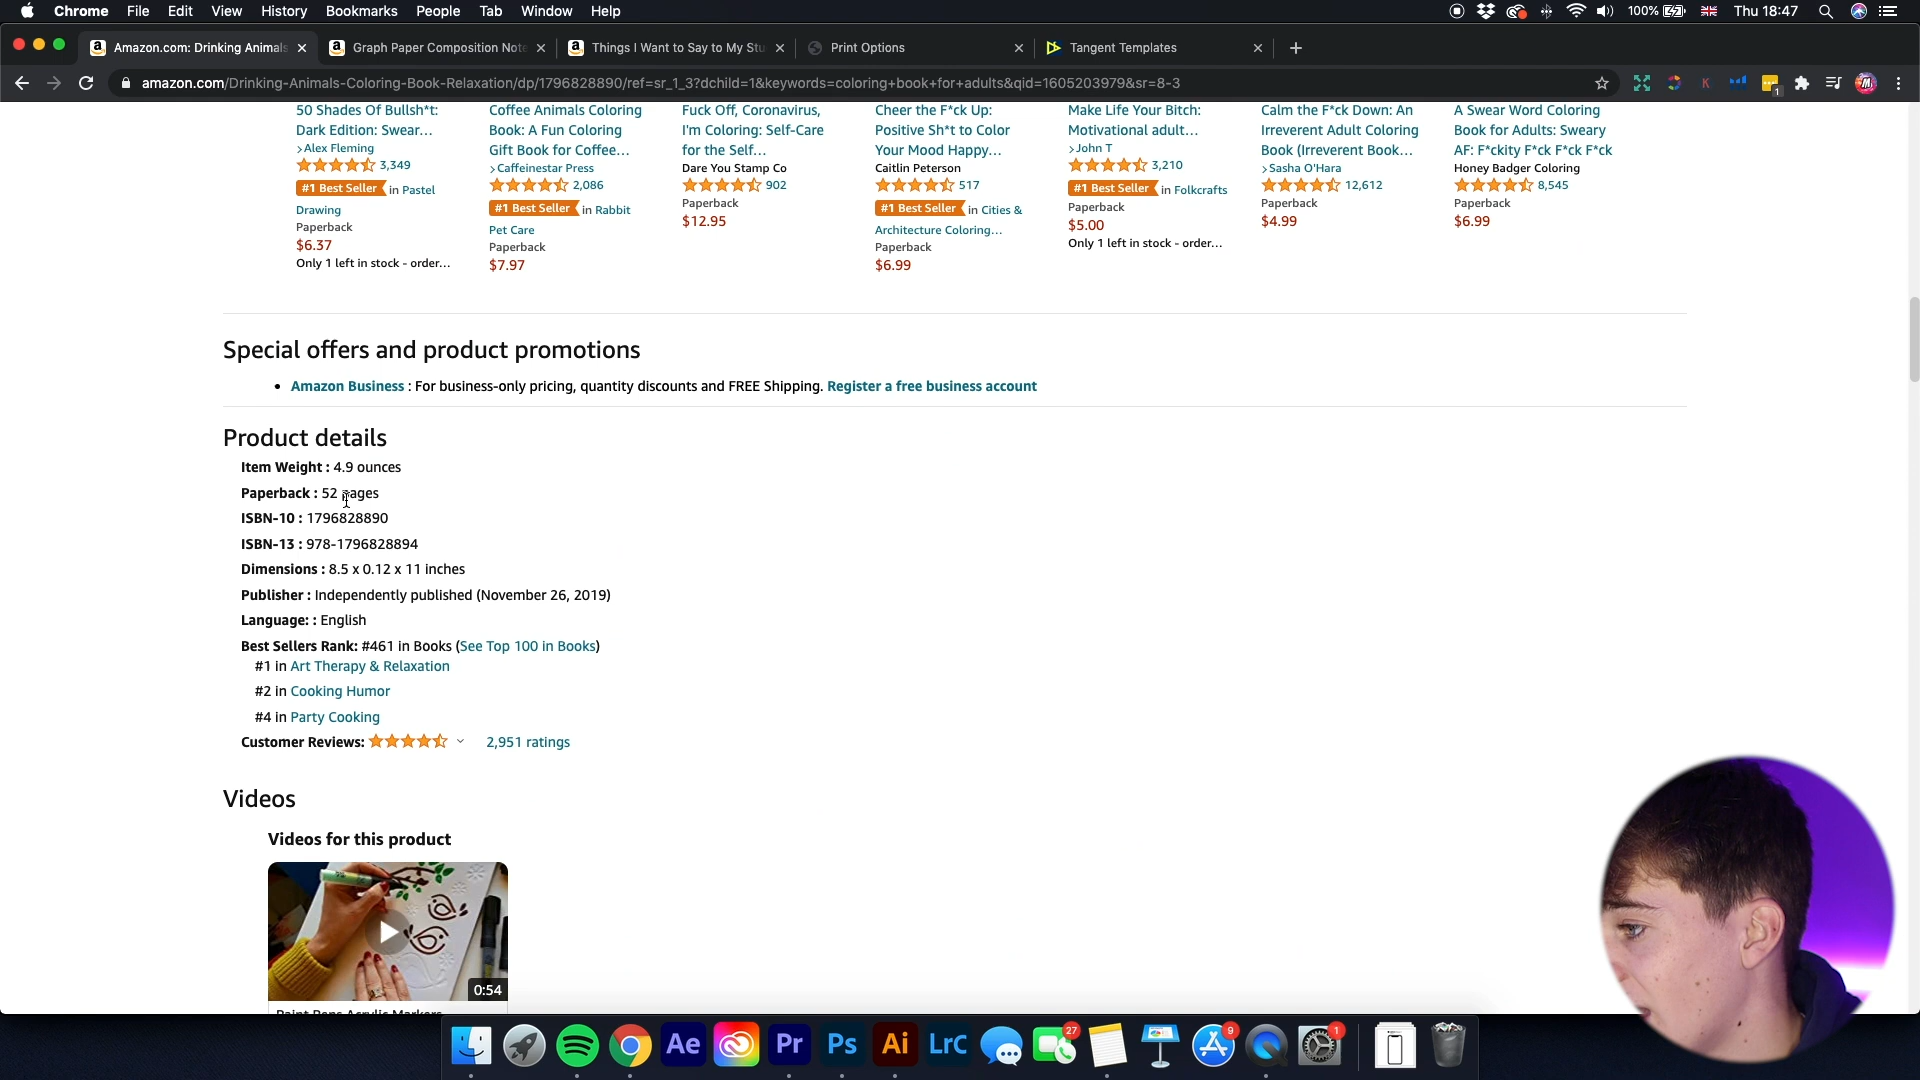 Chrome File Edit View History Bookmarks People Tab Window Help 100% Thu 18:47
Amazon.com: Drinking Animals Graph Paper Composition Note Things I Want to Say to My Stu Print Options Tangent Templates
amazon.com/Drinking-Animals-Coloring-Book-Relaxation/dp/1796828890/ref=sr_1_3?dchild=1&keywords=coloring+book+for+adults&qid=1605203979&sr=8-3
50 Shades Of Bullsh*t:
Dark Edition: Swear...
›Alex Fleming
3,349
#1 Best Seller in Pastel
Drawing
Paperback
$6.37
Only 1 left in stock - order...
Coffee Animals Coloring
Book: A Fun Coloring
Gift Book for Coffee...
›Caffeinestar Press
2,086
#1 Best Seller in Rabbit
Pet Care
Paperback
$7.97
Fuck Off, Coronavirus,
I'm Coloring: Self-Care
for the Self...
Dare You Stamp Co
902
Paperback
$12.95
Cheer the F*ck Up:
Positive Sh*t to Color
Your Mood Happy...
Caitlin Peterson
517
#1 Best Seller in Cities &
Architecture Coloring...
Paperback
$6.99
Make Life Your Bitch:
Motivational adult...
›John T
3,210
#1 Best Seller in Folkcrafts
Paperback
$5.00
Only 1 left in stock - order...
Calm the F*ck Down: An
Irreverent Adult Coloring
Book (Irreverent Book...
›Sasha O'Hara
12,612
Paperback
$4.99
A Swear Word Coloring
Book for Adults: Sweary
AF: F*ckity F*ck F*ck F*ck
Honey Badger Coloring
8,545
Paperback
$6.99
Special offers and product promotions
• Amazon Business : For business-only pricing, quantity discounts and FREE Shipping. Register a free business account
Product details
Item Weight : 4.9 ounces
Paperback : 52 pages
ISBN-10 : 1796828890
ISBN-13 : 978-1796828894
Dimensions : 8.5 x 0.12 x 11 inches
Publisher : Independently published (November 26, 2019)
Language: : English
Best Sellers Rank: #461 in Books (See Top 100 in Books)
#1 in Art Therapy & Relaxation
#2 in Cooking Humor
#4 in Party Cooking
Customer Reviews: 2,951 ratings
Videos
Videos for this product
0:54
Paint Pens Acrylic Markers
Ae Pr Ps Ai LrC 27 9 1